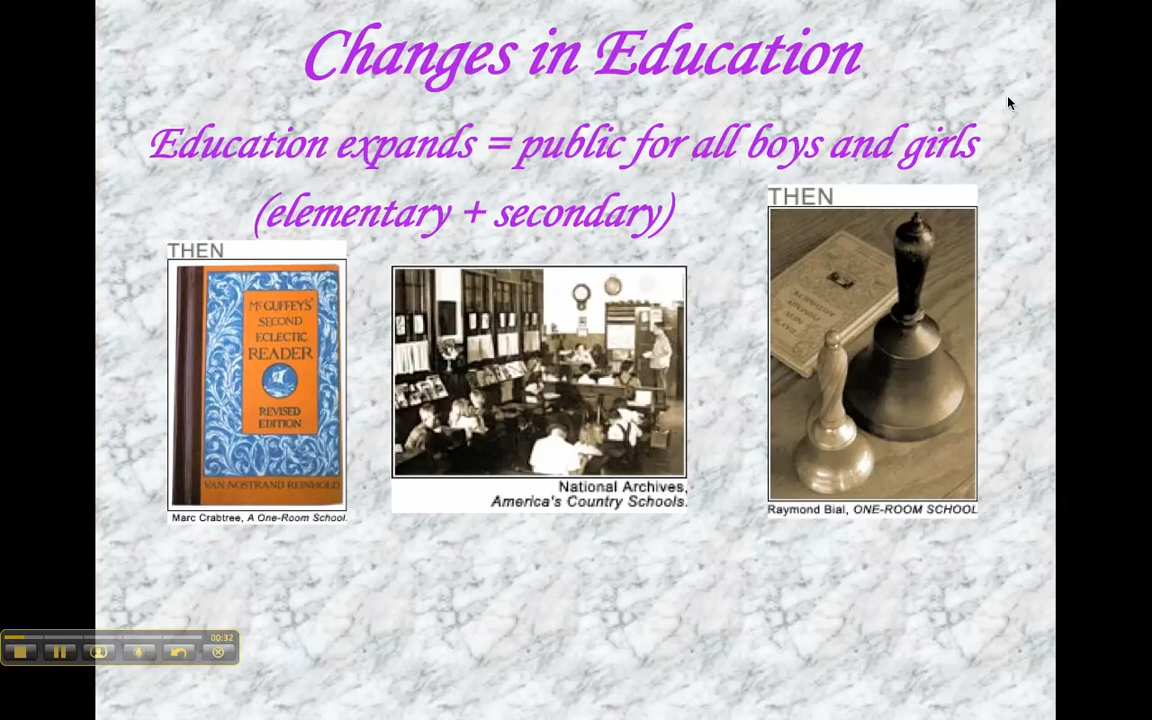 Changes in Education
Education expands = public for all boys and girls
(elementary + secondary)
THEN
McGUFFEY'S
SECOND
ECLECTIC
READER
REVISED
EDITION
VAN·NOSTRAND REINHOLD
Marc Crabtree, A One-Room School.
National Archives,
America's Country Schools.
THEN
Raymond Bial, ONE-ROOM SCHOOL
00:32